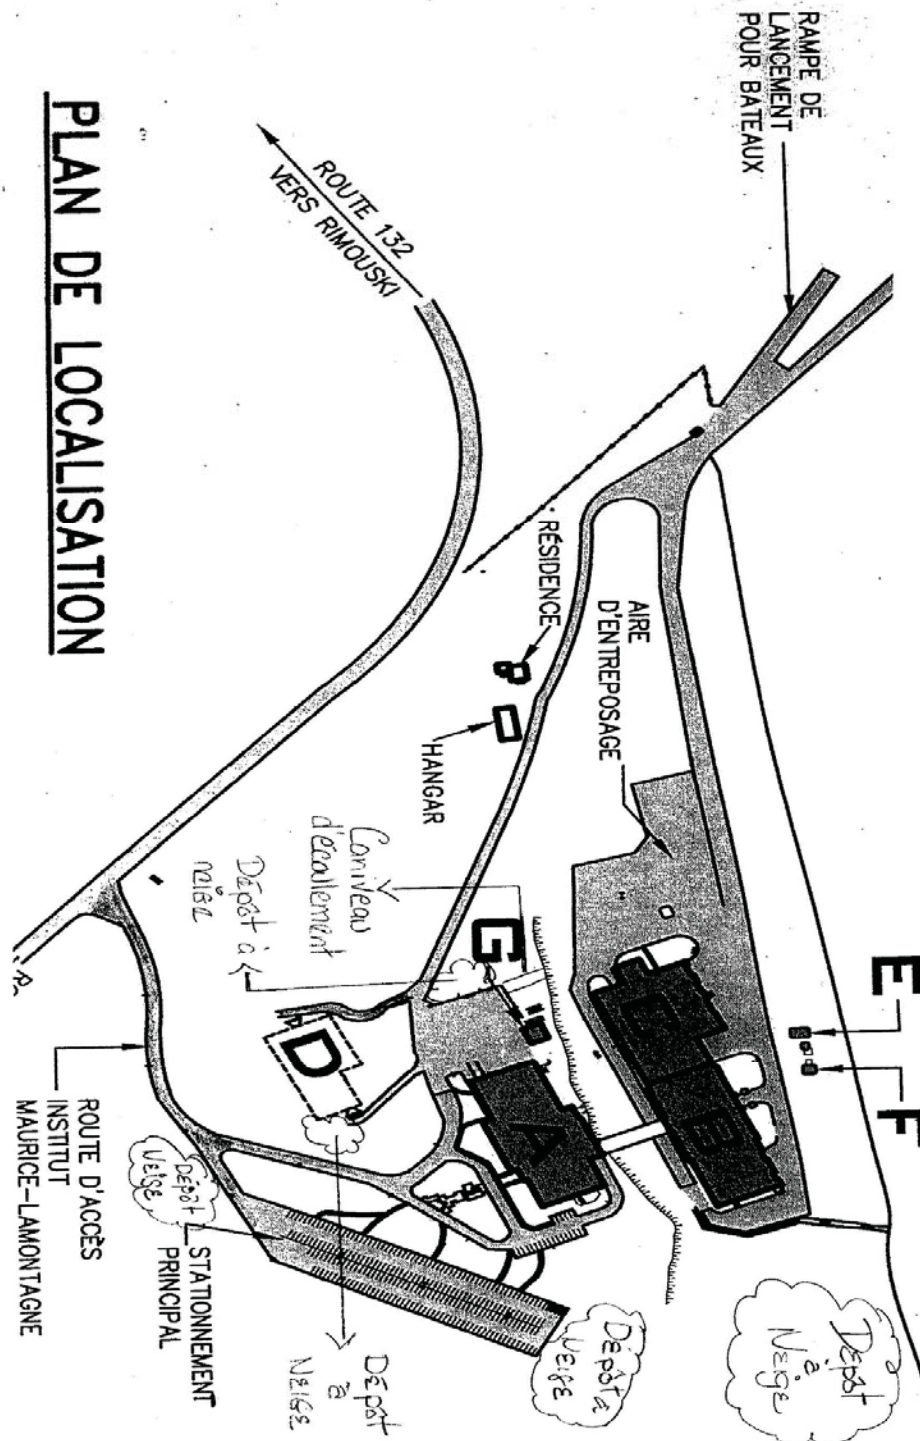 PLAN DE LOCALISATION
RAMPE DE
LANCEMENT
POUR BATEAUX
ROUTE 132
VERS RIMOUSKI
RÉSIDENCE
HANGAR
AIRE
D'ENTREPOSAGE
Caniveau
d'écoulement
Dépôt à
neige
G
E
F
C
B
A
D
ROUTE D'ACCÈS
INSTITUT
MAURICE-LAMONTAGNE
Dépôt
Neige
STATIONNEMENT
PRINCIPAL
Dépôt
à
Neige
Dépôt à
Neige
Dépôt
à
Neige